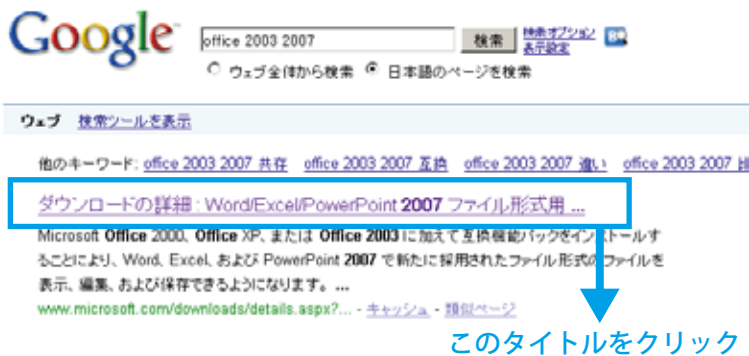 Google office 2003 2007 検索 検索オプション
表示設定
ウェブ全体から検索 日本語のページを検索
ウェブ 検索ツールを表示
他のキーワード: office 2003 2007 共存 office 2003 2007 互換 office 2003 2007 違い office 2003 2007
ダウンロードの詳細 : Word/Excel/PowerPoint 2007 ファイル形式用 ...
Microsoft Office 2000、Office XP、または Office 2003 に加えて互換機能パックをインストールす
ることにより、Word、Excel、および PowerPoint 2007 で新たに採用されたファイル形式のファイルを
表示、編集、および保存できるようになります。 ...
www.microsoft.com/downloads/details.aspx?... - キャッシュ - 類似ページ
このタイトルをクリック